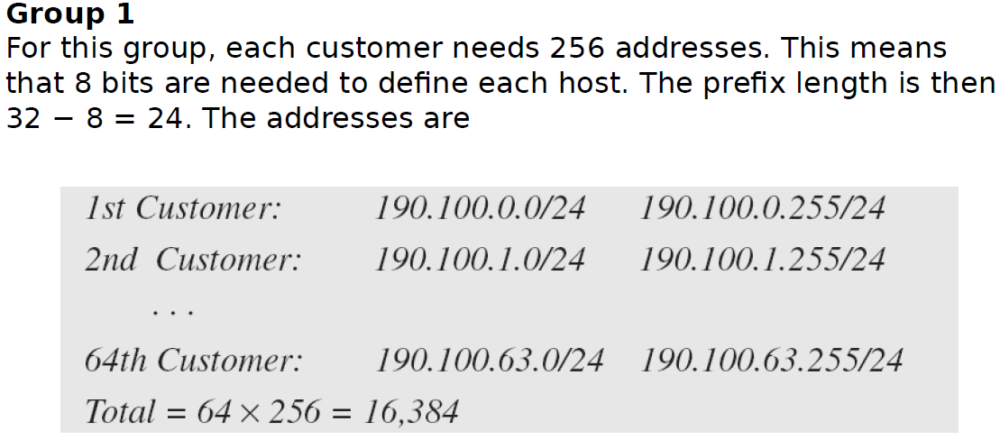 Group 1
For this group, each customer needs 256 addresses. This means
that 8 bits are needed to define each host. The prefix length is then
32 − 8 = 24. The addresses are
1st Customer: 190.100.0.0/24 190.100.0.255/24
2nd Customer: 190.100.1.0/24 190.100.1.255/24
. . .
64th Customer: 190.100.63.0/24 190.100.63.255/24
Total = 64 × 256 = 16,384